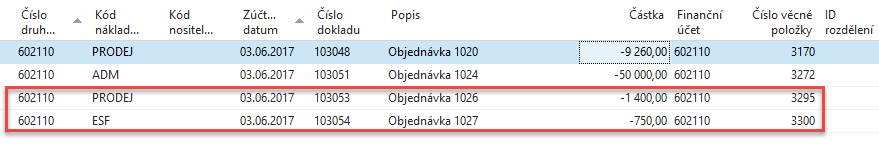 Číslo druh... Kód náklad... Kód nositel... Zúčt... datum Číslo dokladu Popis Částka Finanční účet Číslo věcné položky ID rozdělení
602110 PRODEJ 03.06.2017 103048 Objednávka 1020 -9 260,00 602110 3170
602110 ADM 03.06.2017 103051 Objednávka 1024 -50 000,00 602110 3272
602110 PRODEJ 03.06.2017 103053 Objednávka 1026 -1 400,00 602110 3295
602110 ESF 03.06.2017 103054 Objednávka 1027 -750,00 602110 3300